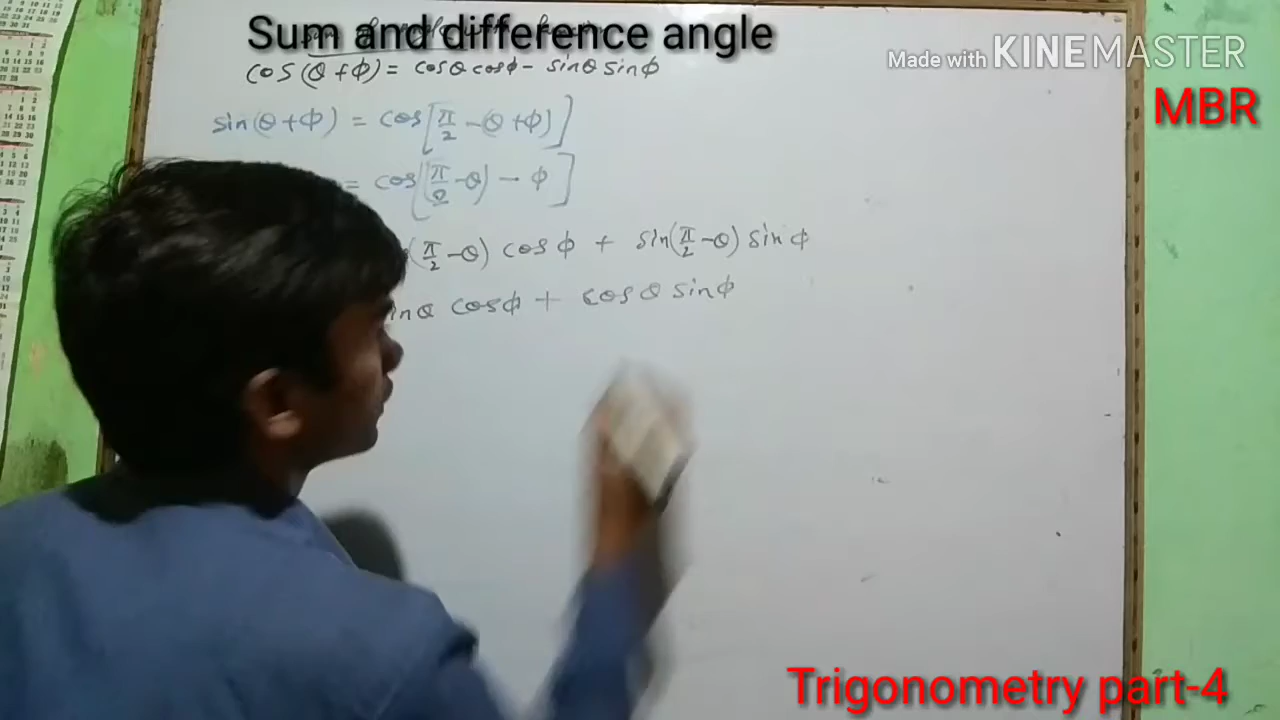 Sum and difference angle
Made with KINEMASTER
cos(θ+ϕ) = cosθ cosϕ - sinθ sinϕ
MBR
sin(θ+ϕ) = cos[π/2 -(θ+ϕ)]
= cos[(π/2 -θ) - ϕ]
(π/2 -θ) cosϕ + sin(π/2 -θ) sinϕ
inθ cosϕ + cosθ sinϕ
Trigonometry part-4